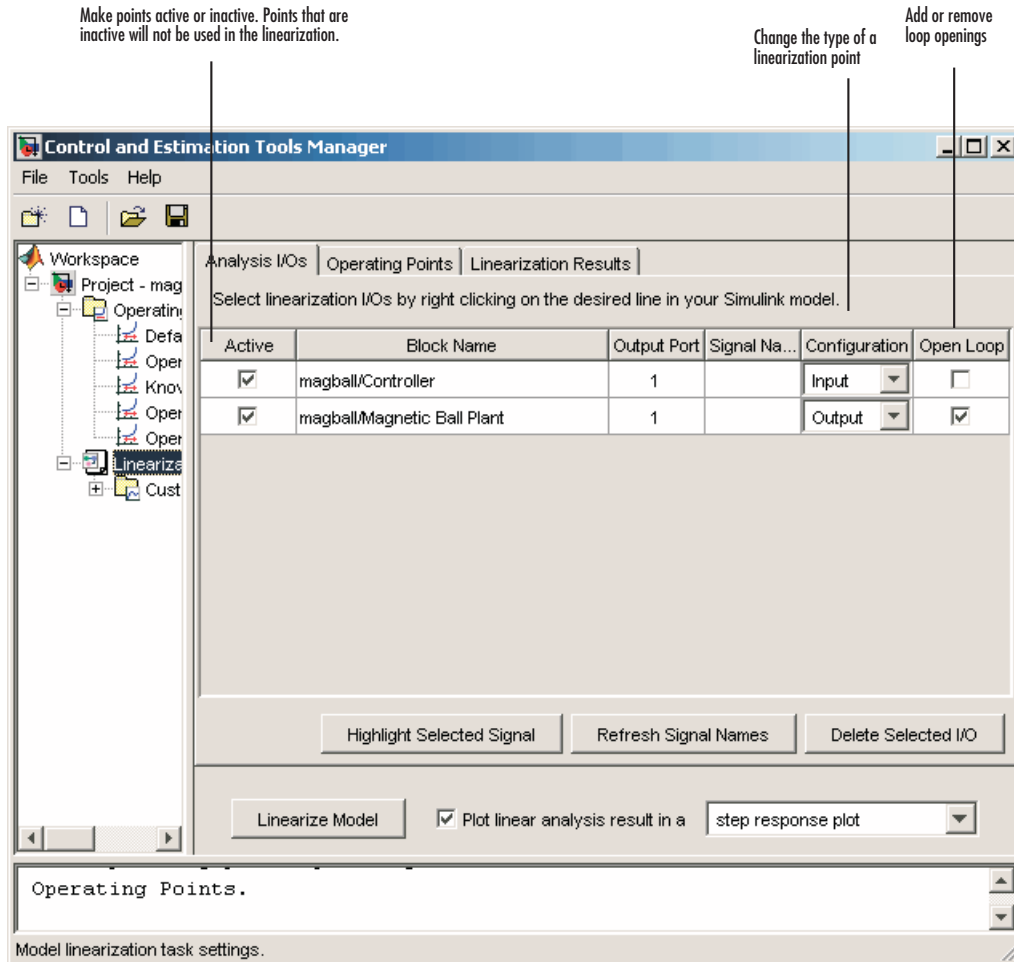 Make points active or inactive. Points that are
inactive will not be used in the linearization.
Change the type of a
linearization point
Add or remove
loop openings
Control and Estimation Tools Manager
File Tools Help
Workspace
Project - mag
Operatin
Defa
Oper
Knov
Oper
Oper
Lineariza
Cust
Analysis I/Os Operating Points Linearization Results
Select linearization I/Os by right clicking on the desired line in your Simulink model.
Active Block Name Output Port Signal Na... Configuration Open Loop
magball/Controller 1 Input
magball/Magnetic Ball Plant 1 Output
Highlight Selected Signal Refresh Signal Names Delete Selected I/O
Linearize Model Plot linear analysis result in a step response plot
Operating Points.
Model linearization task settings.